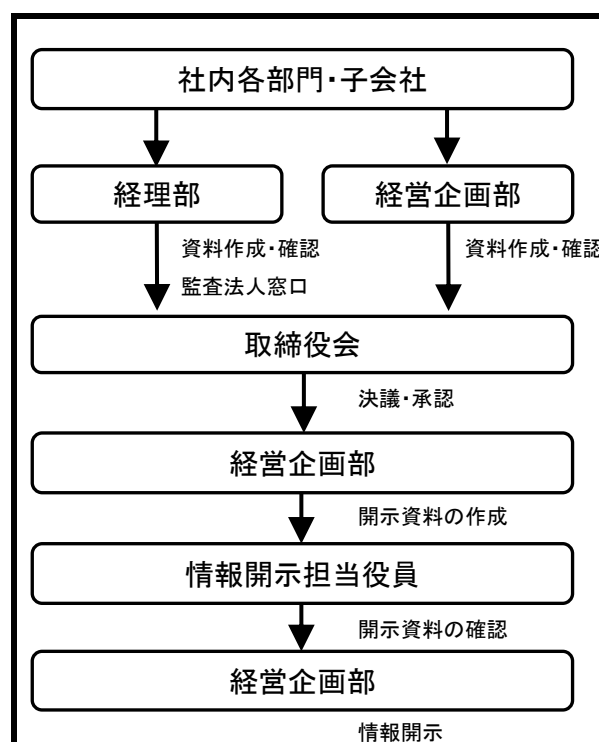 社内各部門・子会社
経理部
経営企画部
資料作成・確認
監査法人窓口
資料作成・確認
取締役会
決議・承認
経営企画部
開示資料の作成
情報開示担当役員
開示資料の確認
経営企画部
情報開示